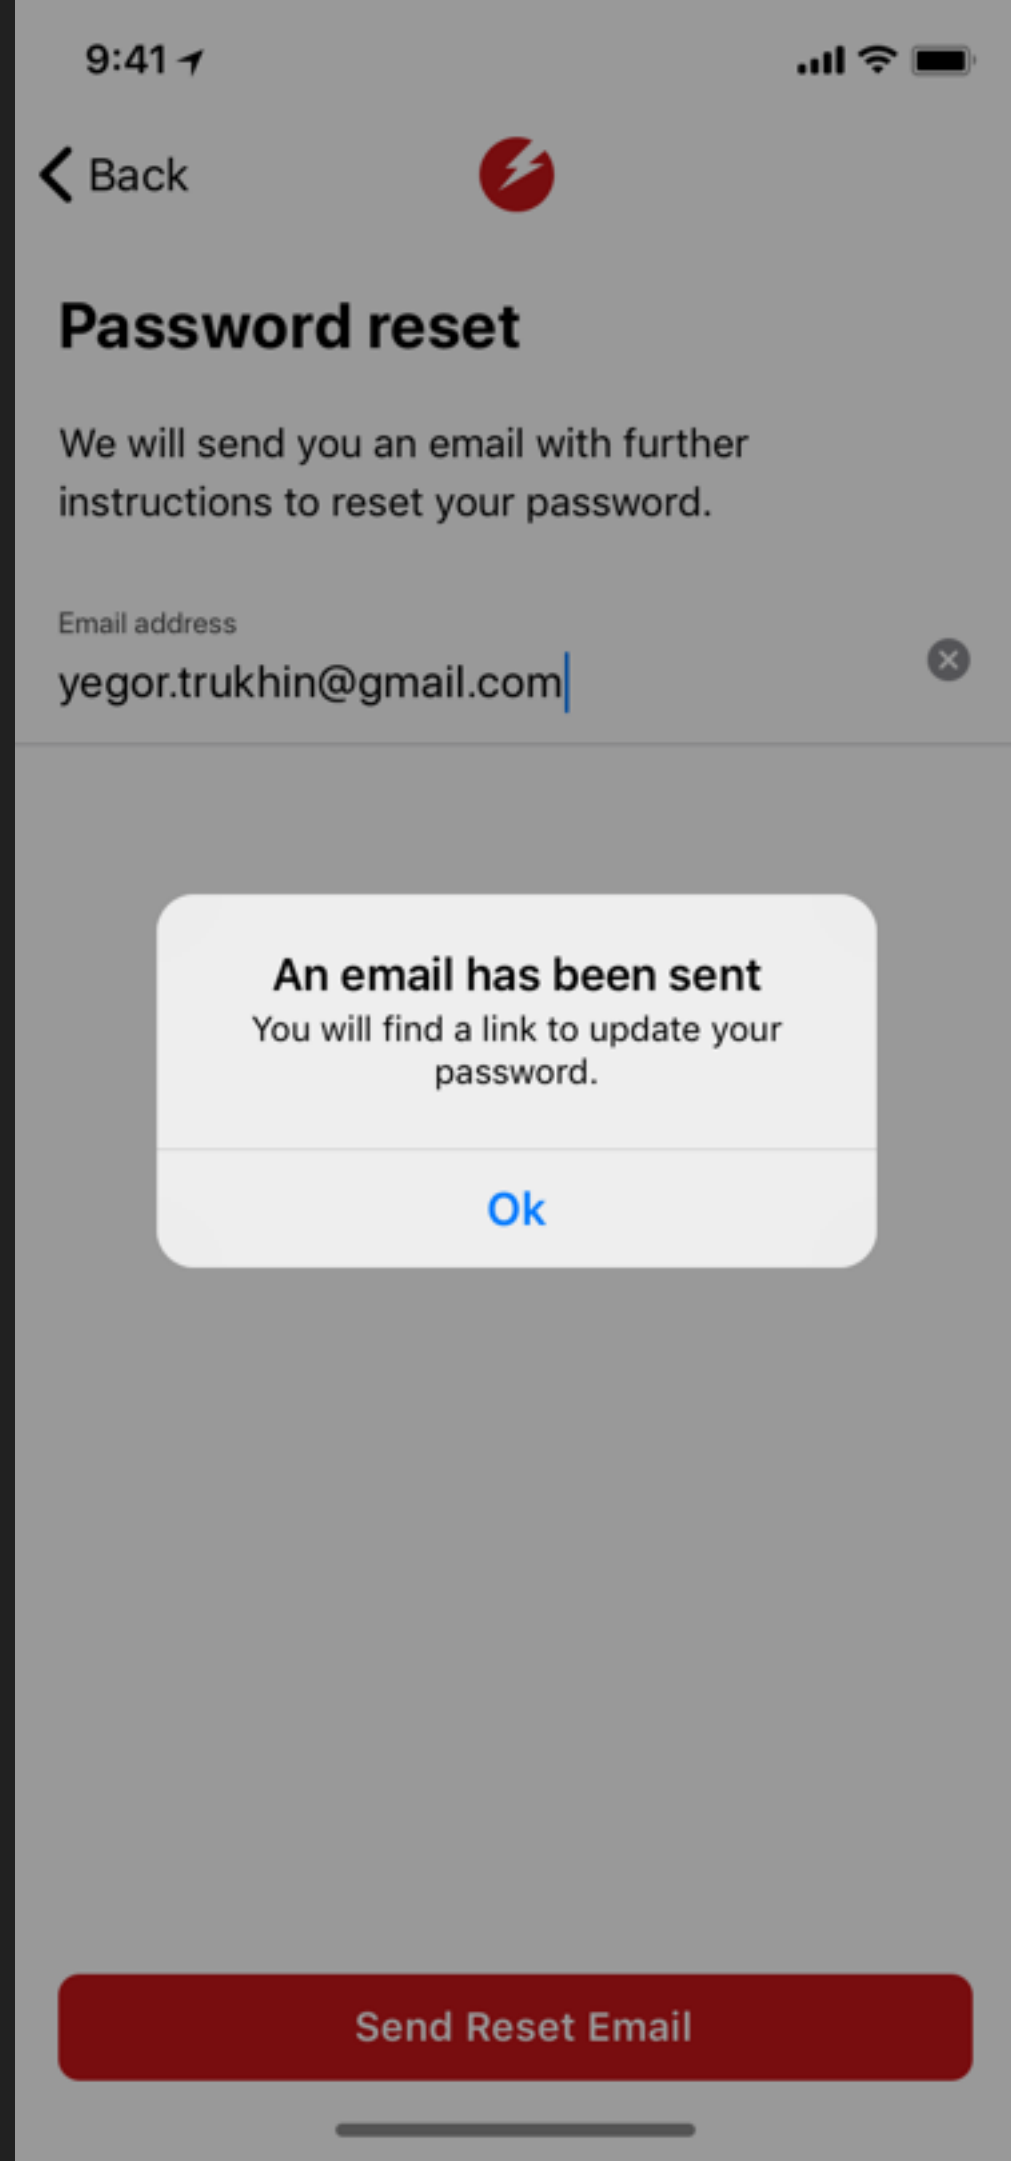 9:41
Back
Password reset
We will send you an email with further
instructions to reset your password.
Email address
yegor.trukhin@gmail.com
An email has been sent
You will find a link to update your
password.
Ok
Send Reset Email